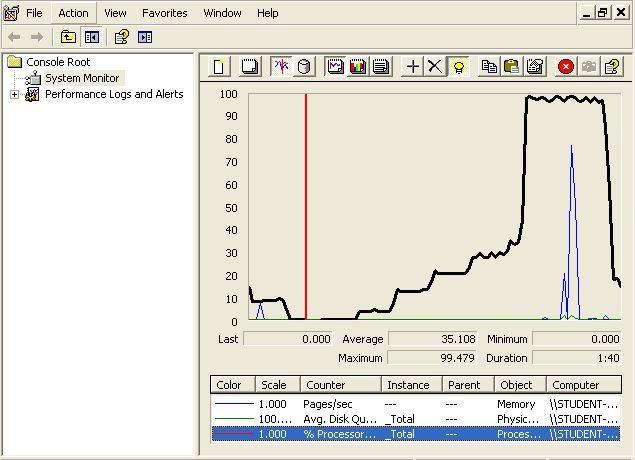 File Action View Favorites Window Help
Console Root
System Monitor
Performance Logs and Alerts
100
90
80
70
60
50
40
30
20
10
0
Last 0.000 Average 35.108 Minimum 0.000
Maximum 99.479 Duration 1:40
Color Scale Counter Instance Parent Object Computer
1.000 Pages/sec --- --- Memory \\STUDENT-...
100.... Avg. Disk Qu... _Total --- Physic... \\STUDENT-...
1.000 % Processor... _Total --- Proces... \\STUDENT-...